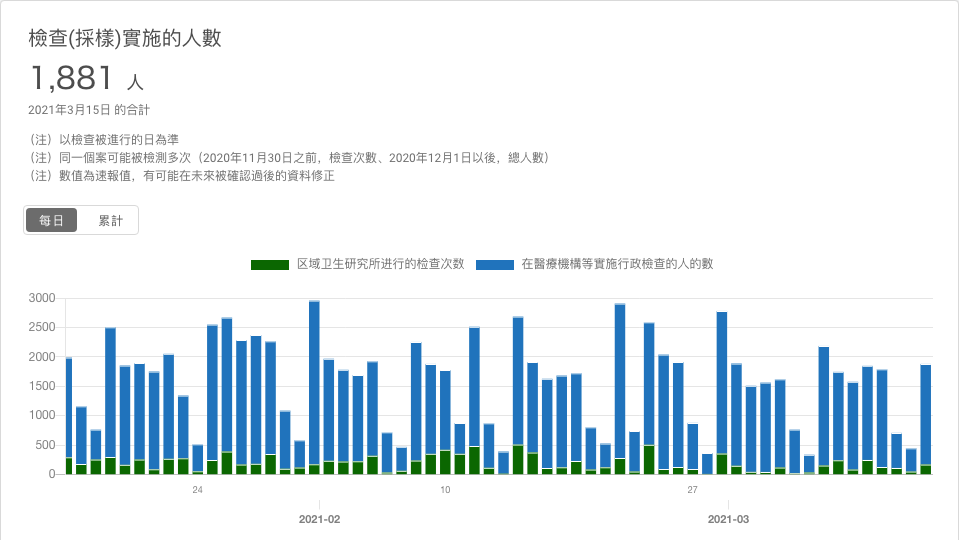 檢查(採樣)實施的人數
1,881 人
2021年3月15日 的合計
（注）以檢查被進行的日為準
（注）同一個案可能被檢測多次（2020年11月30日之前，檢查次數、2020年12月1日以後，總人數）
（注）數值為速報值，有可能在未來被確認過後的資料修正
每日 累計
区域卫生研究所进行的检查次数 在醫療機構等實施行政檢查的人的數
3000
2500
2000
1500
1000
500
0
24 10 27
2021-02 2021-03